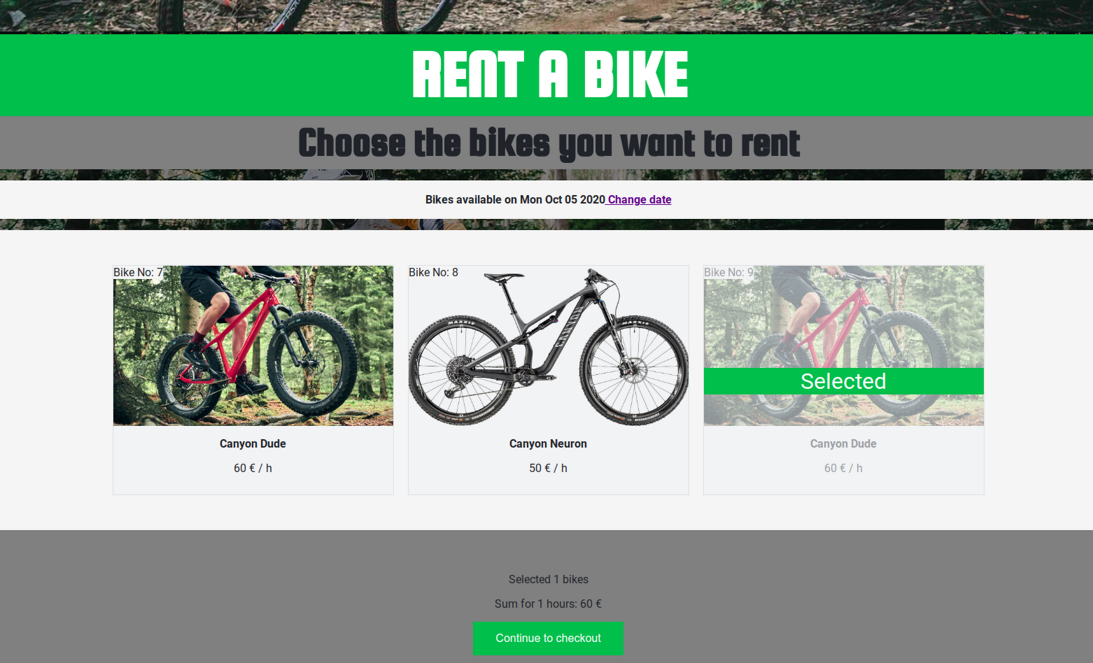 RENT A BIKE
Choose the bikes you want to rent
Bikes available on Mon Oct 05 2020 Change date
Bike No: 7
Canyon Dude
60 € / h
Bike No: 8
Canyon Neuron
50 € / h
Bike No: 9
Selected
Canyon Dude
60 € / h
Selected 1 bikes
Sum for 1 hours: 60 €
Continue to checkout